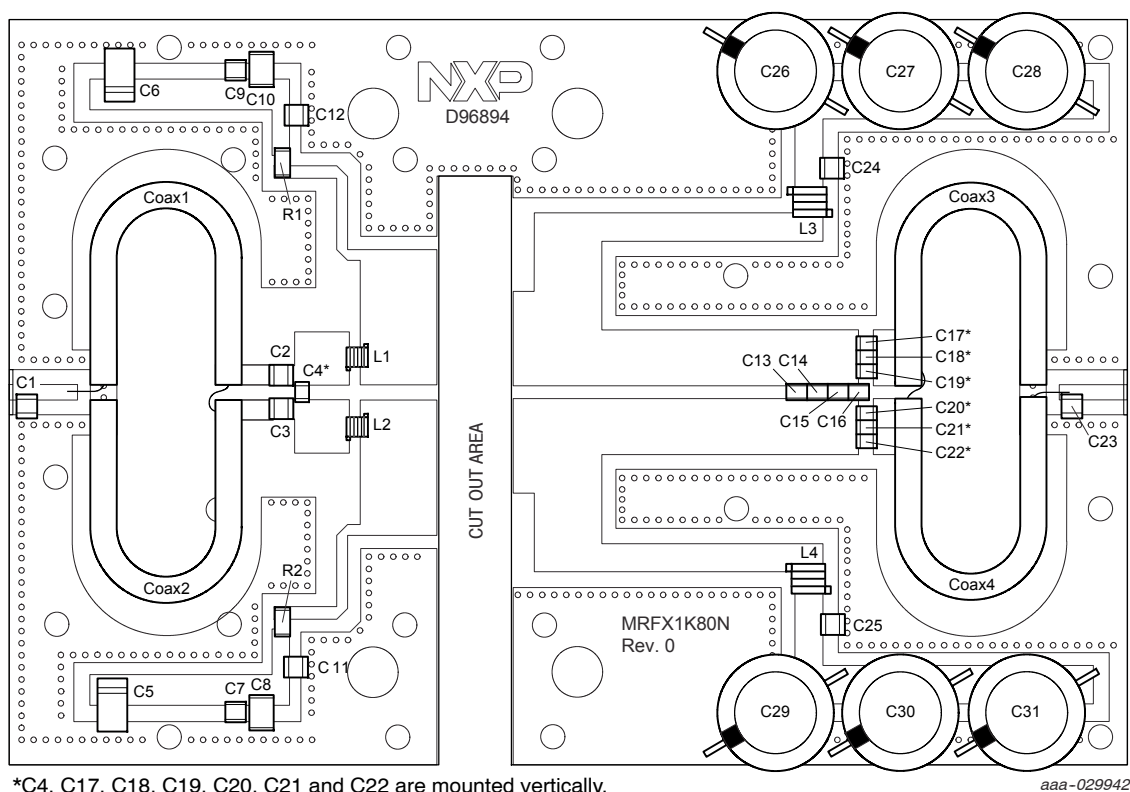 C26
C27
C28
C6
C9
C10
NXP
D96894
C12
C24
Coax1
R1
L3
Coax3
C17*
C18*
C19*
C2
C4*
L1
C13
C14
C1
C15
C16
C20*
C21*
C22*
C3
L2
C23
CUT OUT AREA
L4
R2
Coax2
Coax4
MRFX1K80N
Rev. 0
C25
C11
C5
C7
C8
C29
C30
C31
*C4, C17, C18, C19, C20, C21 and C22 are mounted vertically.
aaa-029942